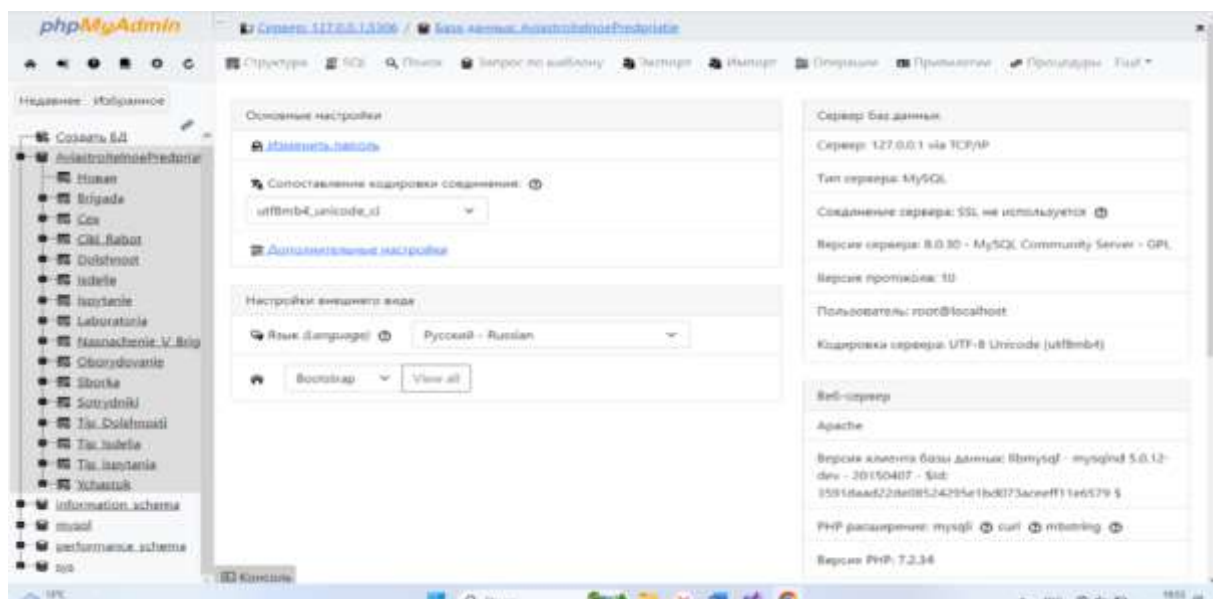 phpMyAdmin
Сервер: 127.0.0.1:3306 / База данных: AviastroitelnoePredpriatie
Структура SQL Поиск Запрос по шаблону Экспорт Импорт Операции Привилегии Процедуры Ещё
Недавнее Избранное
Создать БД
AviastroitelnoePredpriat
Новая
Brigada
Cex
Cikl_Rabot
Dolshnost
Isdelie
Ispytanie
Laboratoria
Nasnachenie_V_Brig
Oborydovanie
Sborka
Sotrydniki
Tip_Dolshnosti
Tip_Isdelia
Tip_Ispytania
Ychastok
information_schema
mysql
performance_schema
sys
Основные настройки
Изменить пароль
Сопоставление кодировки соединения:
utf8mb4_unicode_ci
Дополнительные настройки
Настройки внешнего вида
Язык (Language)
Русский - Russian
Bootstrap View all
Консоль
Сервер баз данных
Сервер: 127.0.0.1 via TCP/IP
Тип сервера: MySQL
Соединение сервера: SSL не используется
Версия сервера: 8.0.30 - MySQL Community Server - GPL
Версия протокола: 10
Пользователь: root@localhost
Кодировка сервера: UTF-8 Unicode (utf8mb4)
Веб-сервер
Apache
Версия клиента базы данных: libmysql - mysqlnd 5.0.12-
dev - 20150407 - $Id:
PHP расширение: mysqli curl mbstring
Версия PHP: 7.2.34